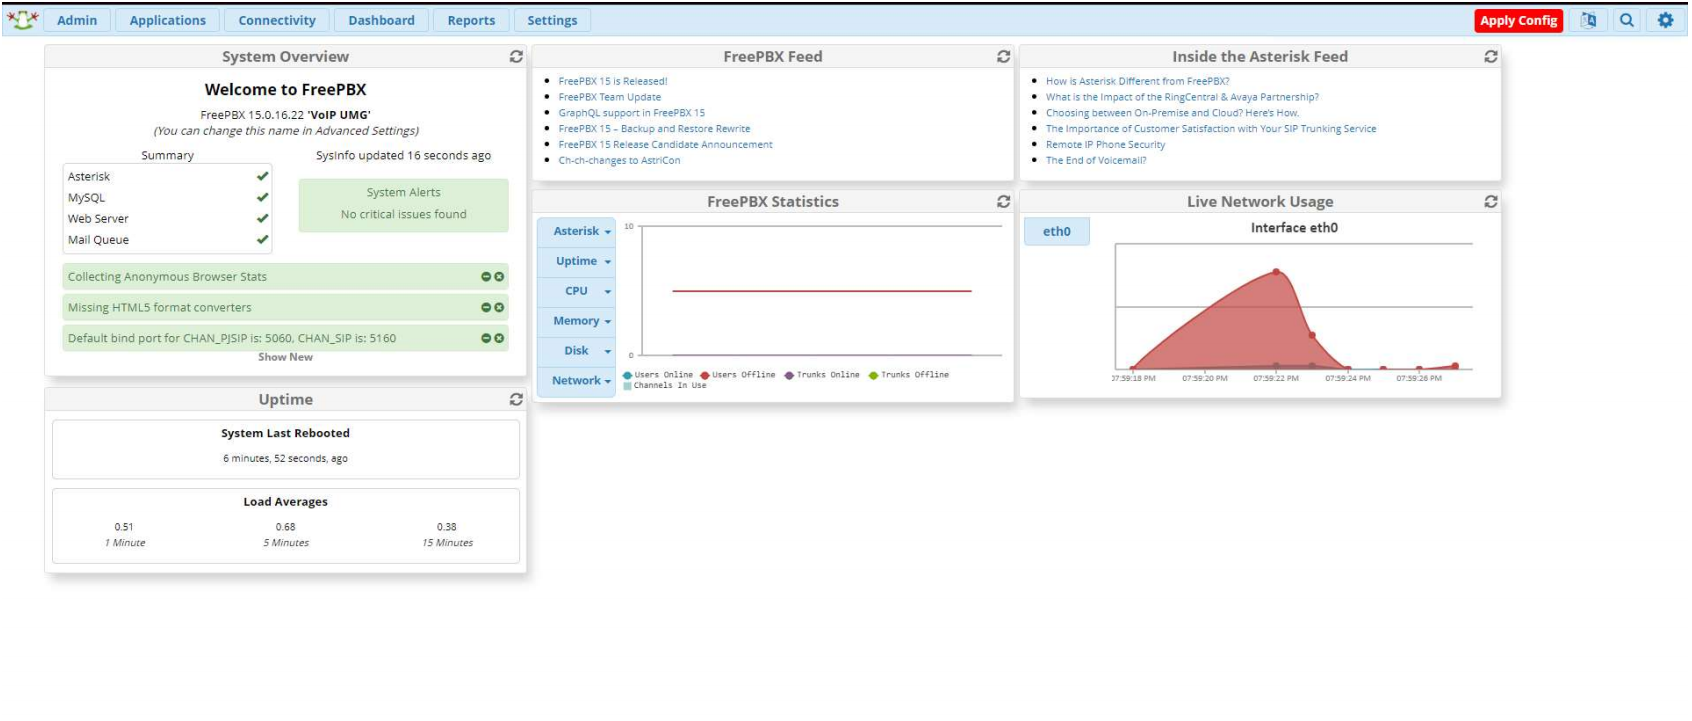 Admin Applications Connectivity Dashboard Reports Settings Apply Config
System Overview
Welcome to FreePBX
FreePBX 15.0.16.22 'VoIP UMG'
(You can change this name in Advanced Settings)
Summary
Asterisk
MySQL
Web Server
Mail Queue
SysInfo updated 16 seconds ago
System Alerts
No critical issues found
Collecting Anonymous Browser Stats
Missing HTML5 format converters
Default bind port for CHAN_PJSIP is: 5060, CHAN_SIP is: 5160
Show New
Uptime
System Last Rebooted
6 minutes, 52 seconds, ago
Load Averages
0.51 0.68 0.38
1 Minute 5 Minutes 15 Minutes
FreePBX Feed
FreePBX 15 is Released!
FreePBX Team Update
GraphQL support in FreePBX 15
FreePBX 15 – Backup and Restore Rewrite
FreePBX 15 Release Candidate Announcement
Ch-ch-changes to AstriCon
FreePBX Statistics
Asterisk
Uptime
CPU
Memory
Disk
Network
10
0
Users Online Users Offline Trunks Online Trunks Offline
Channels In Use
Inside the Asterisk Feed
How is Asterisk Different from FreePBX?
What is the Impact of the RingCentral & Avaya Partnership?
Choosing between On-Premise and Cloud? Here's How.
The Importance of Customer Satisfaction with Your SIP Trunking Service
Remote IP Phone Security
The End of Voicemail?
Live Network Usage
eth0
Interface eth0
07:59:18 PM 07:59:20 PM 07:59:22 PM 07:59:24 PM 07:59:26 PM